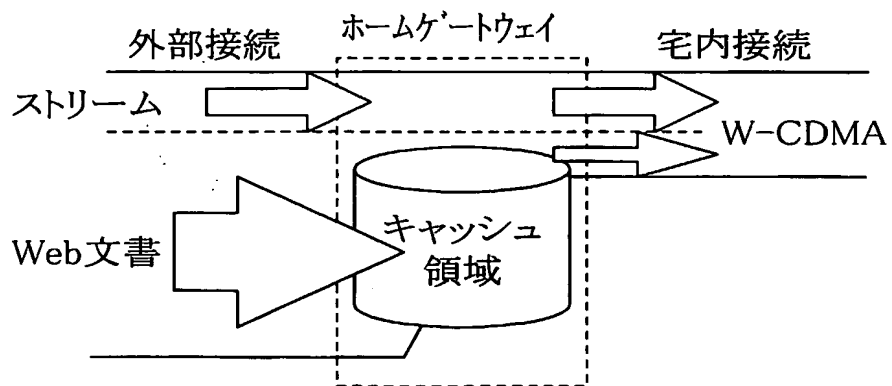 外部接続
ホームゲートウェイ
宅内接続
ストリーム
W-CDMA
Web文書
キャッシュ
領域